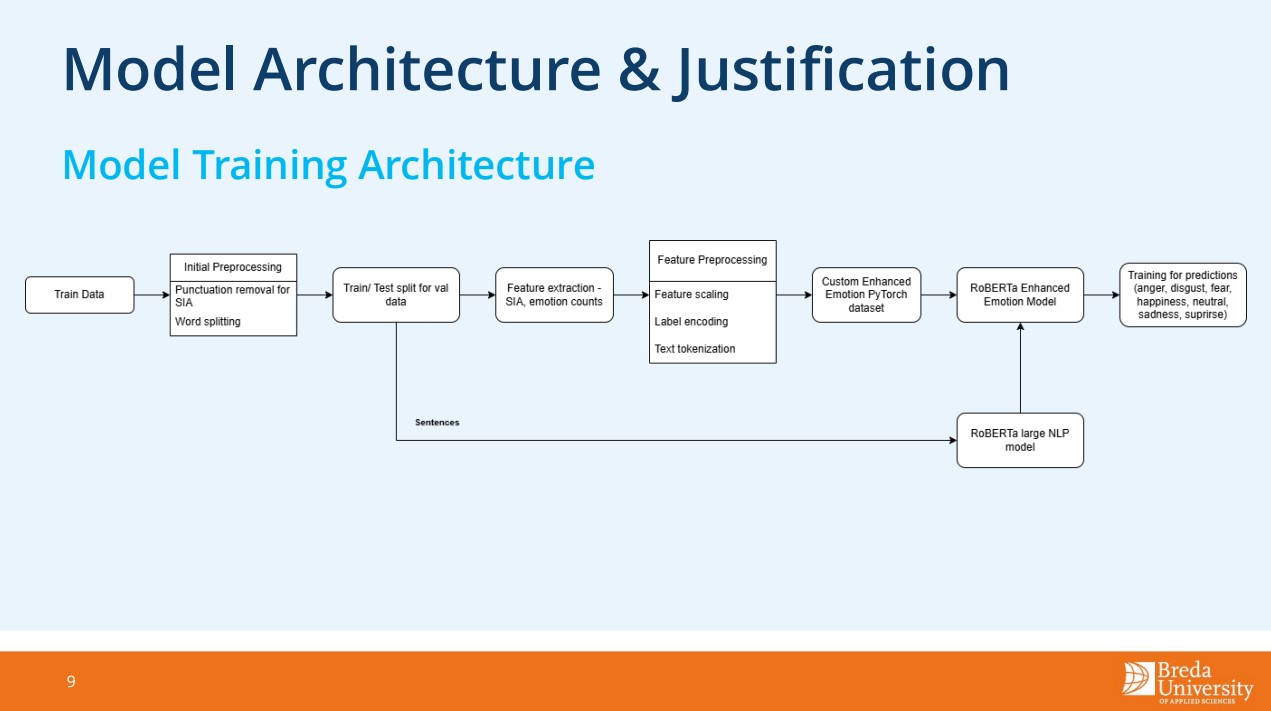 Model Architecture & Justification
Model Training Architecture
Train Data
Initial Preprocessing
Punctuation removal for
SIA
Word splitting
Train/ Test split for val
data
Feature extraction -
SIA, emotion counts
Feature Preprocessing
Feature scaling
Label encoding
Text tokenization
Custom Enhanced
Emotion PyTorch
dataset
RoBERTa Enhanced
Emotion Model
Training for predictions
(anger, disgust, fear,
happiness, neutral,
sadness, suprirse)
Sentences
RoBERTa large NLP
model
9
Breda
University
OF APPLIED SCIENCES